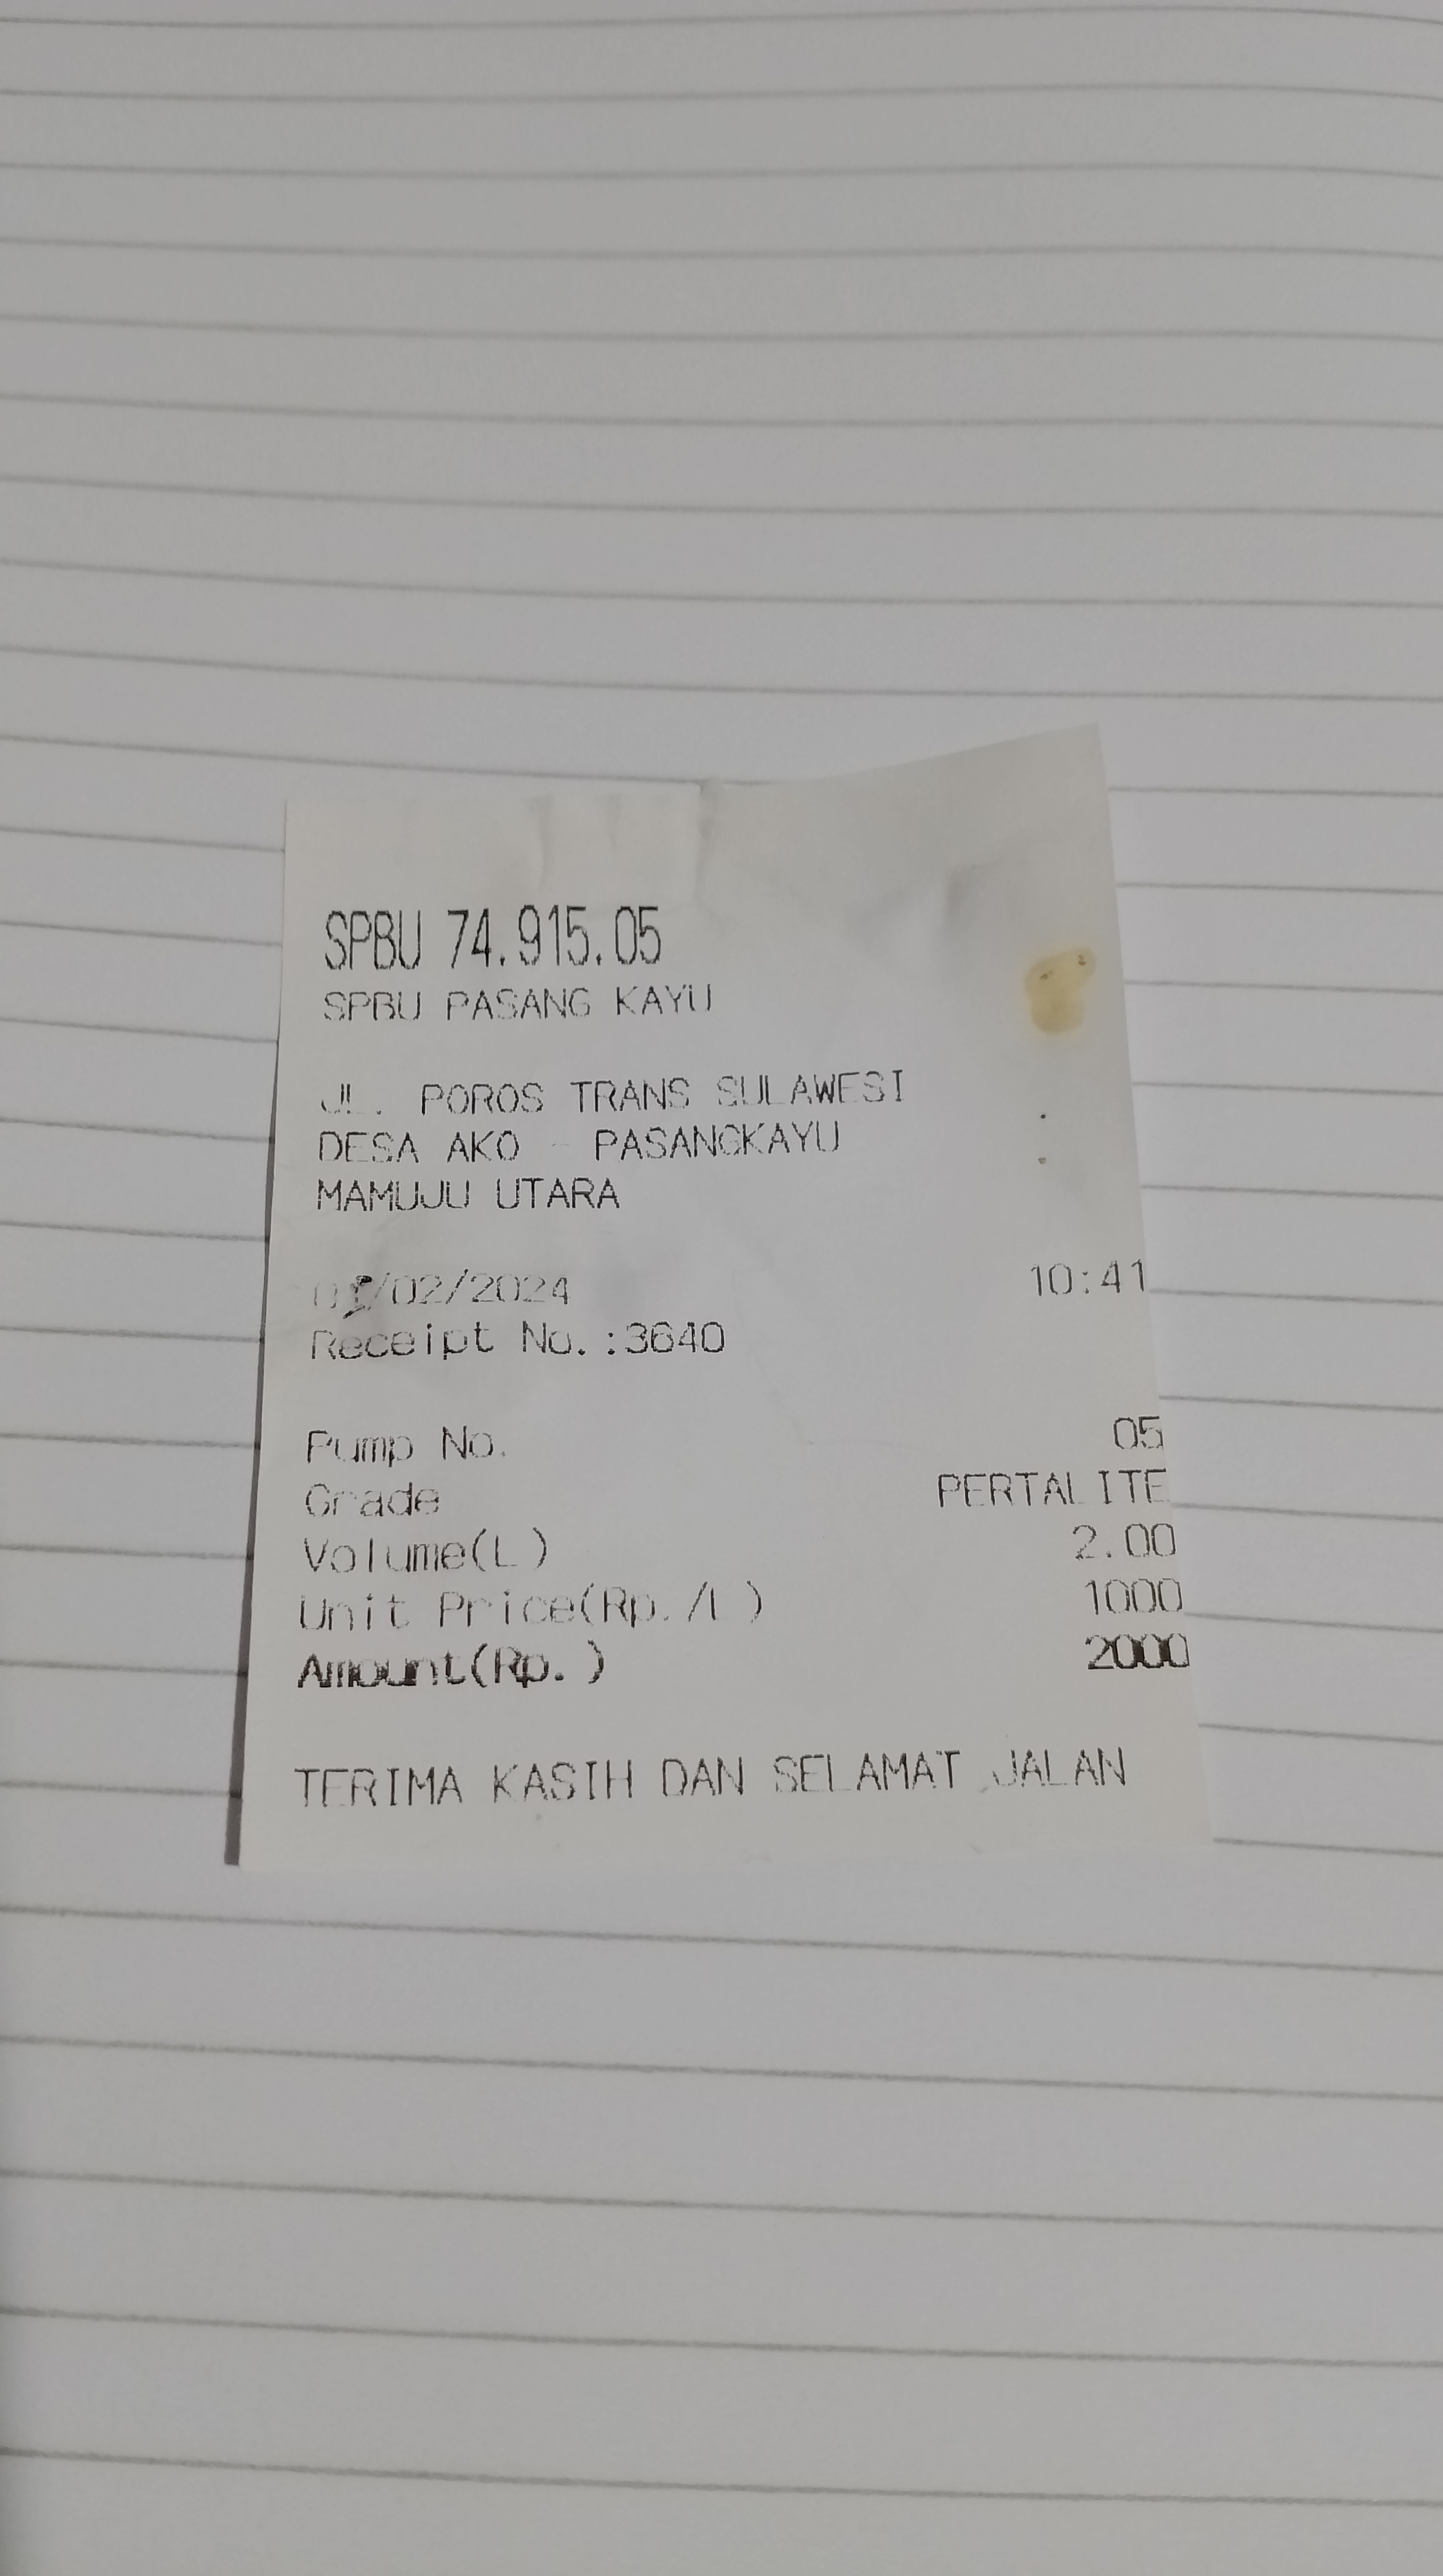 SPBU 74.915.05
SPBU PASANG KAYU
JL. POROS TRANS SULAWESI
DESA AKO - PASANGKAYU
MAMUJU UTARA
/02/2024 10:41
Receipt No.:3640
Pump No. 05
Grade PERTALITE
Volume(L) 2.00
Unit Price(Rp./L) 1000
Amount(Rp.) 2000
TERIMA KASIH DAN SELAMAT JALAN